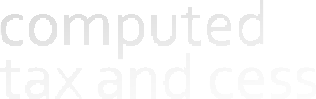 computed
tax and cess